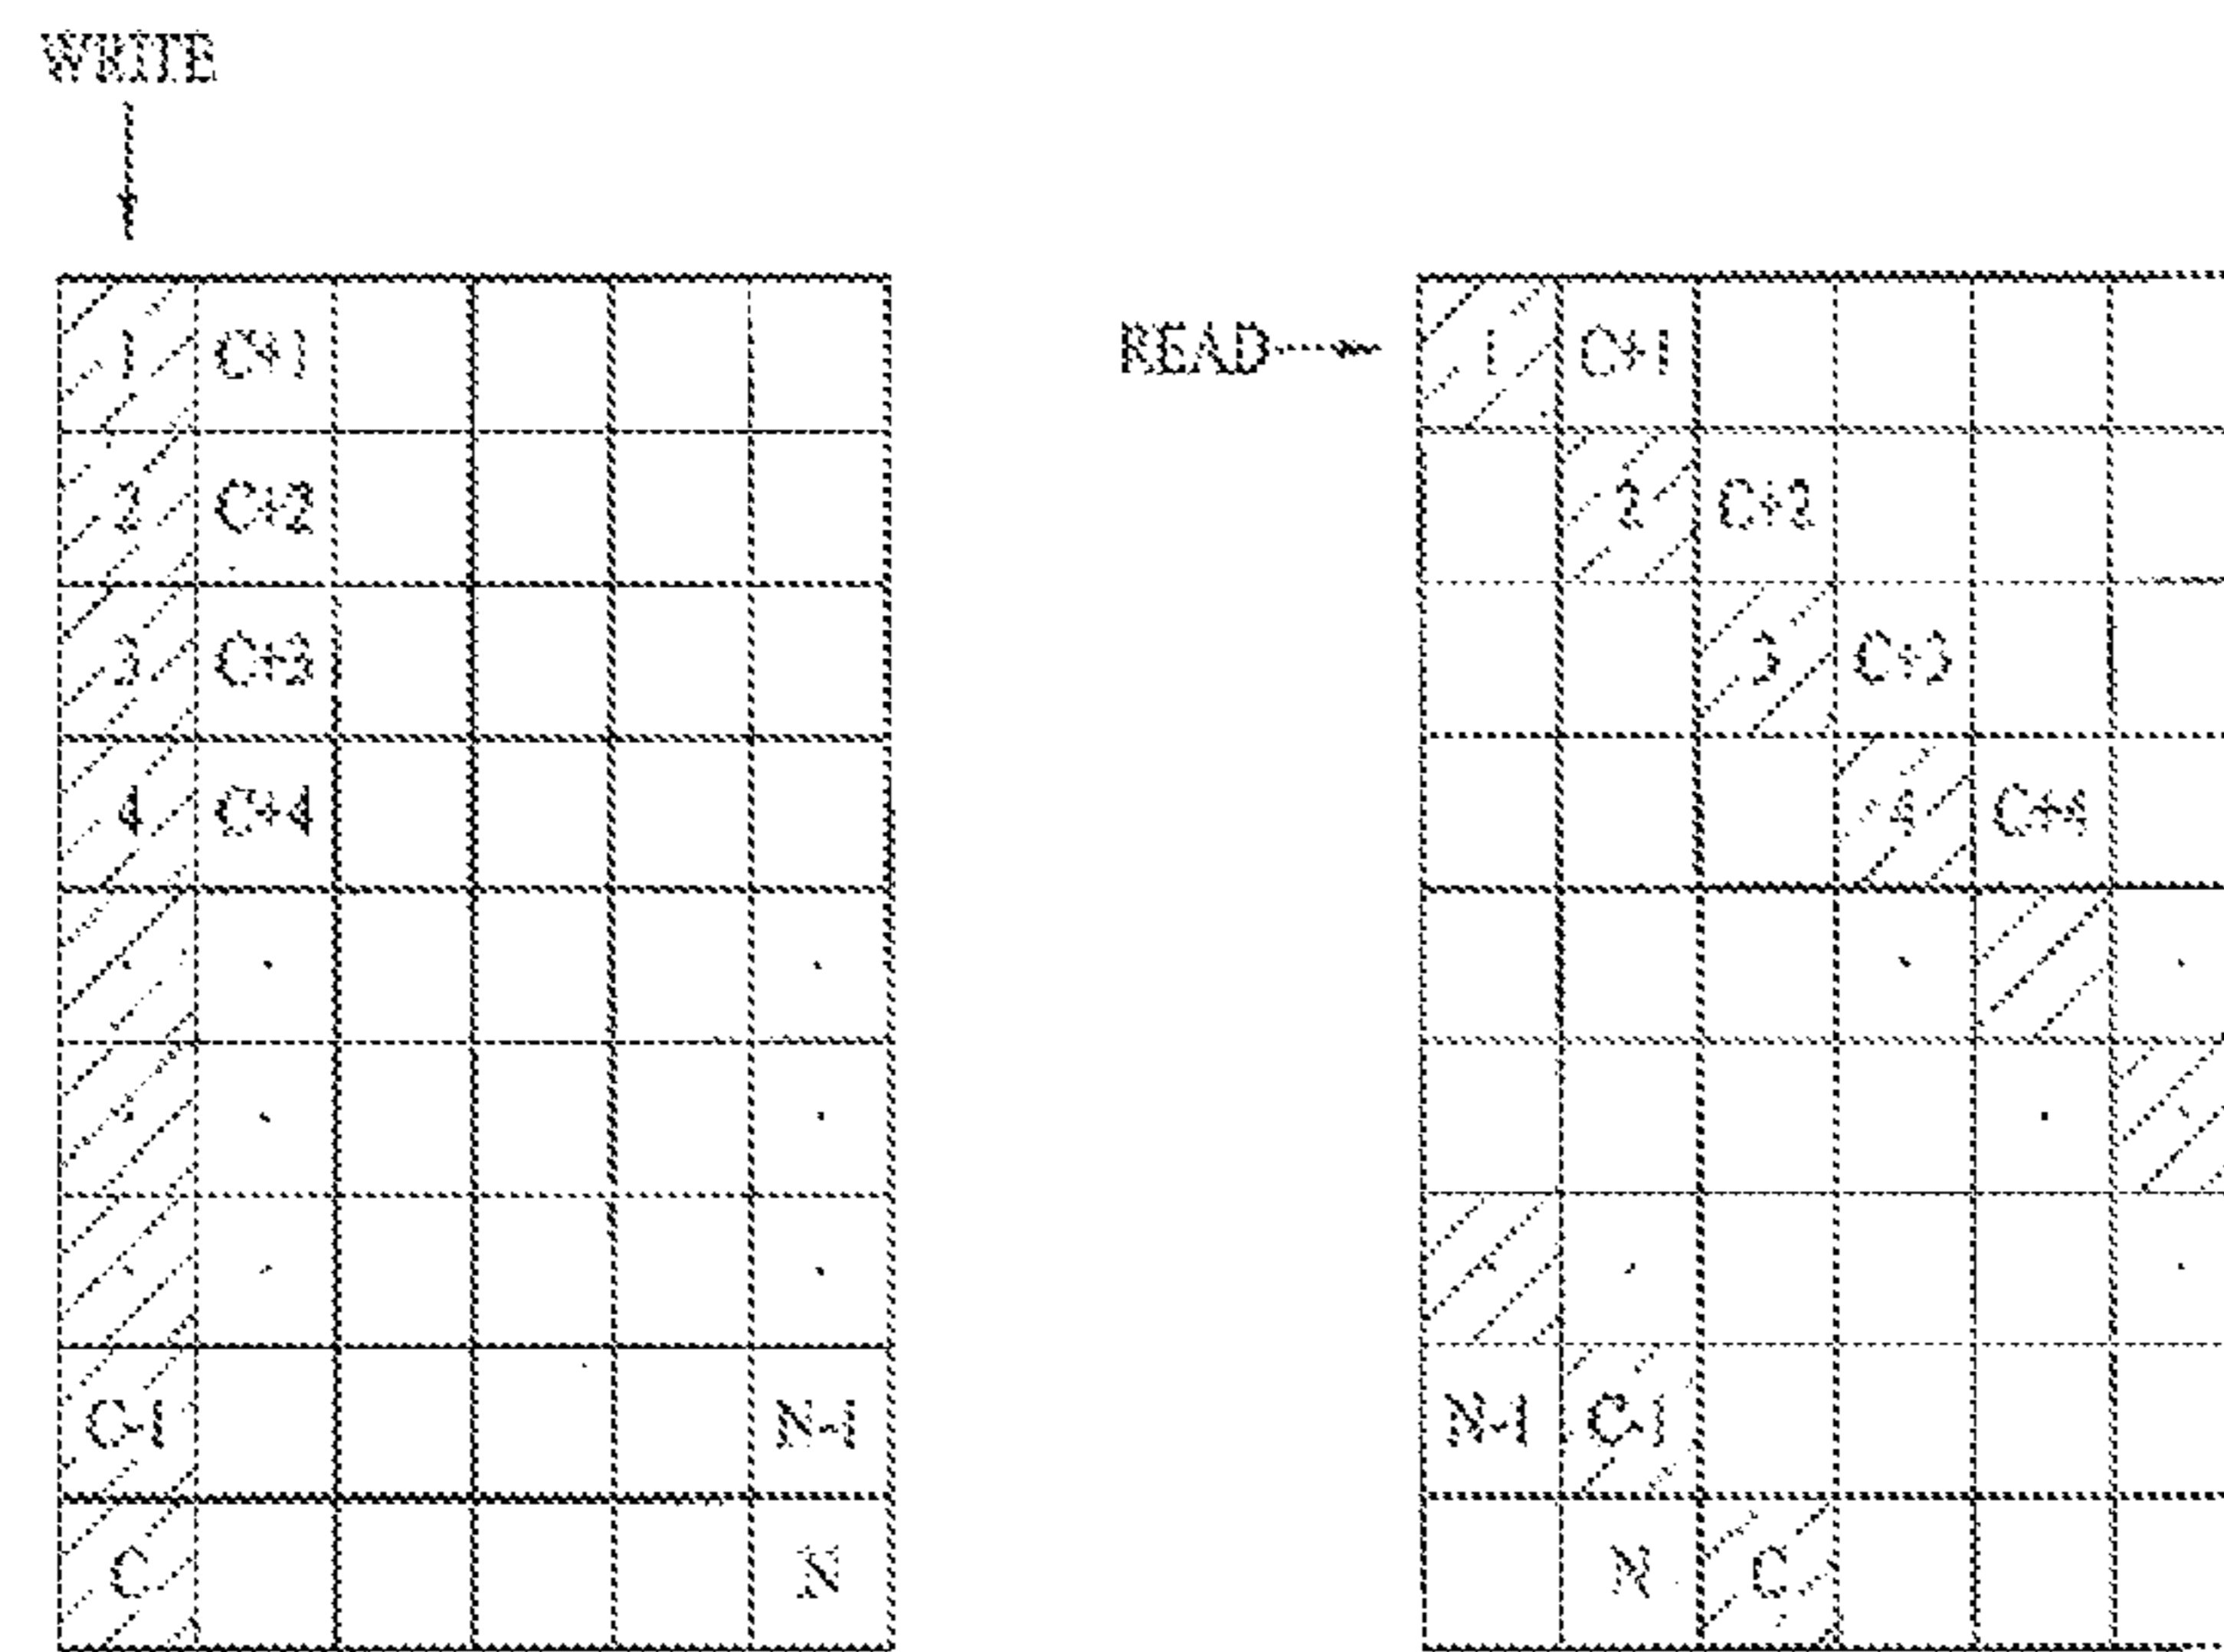 WRITE
1 C+1
2 C+2
3 C+3
4 C+4
C-1 N-1
C N
READ
1 C+1
2 C+2
3 C+3
4 C+4
N-1 C-1
N C